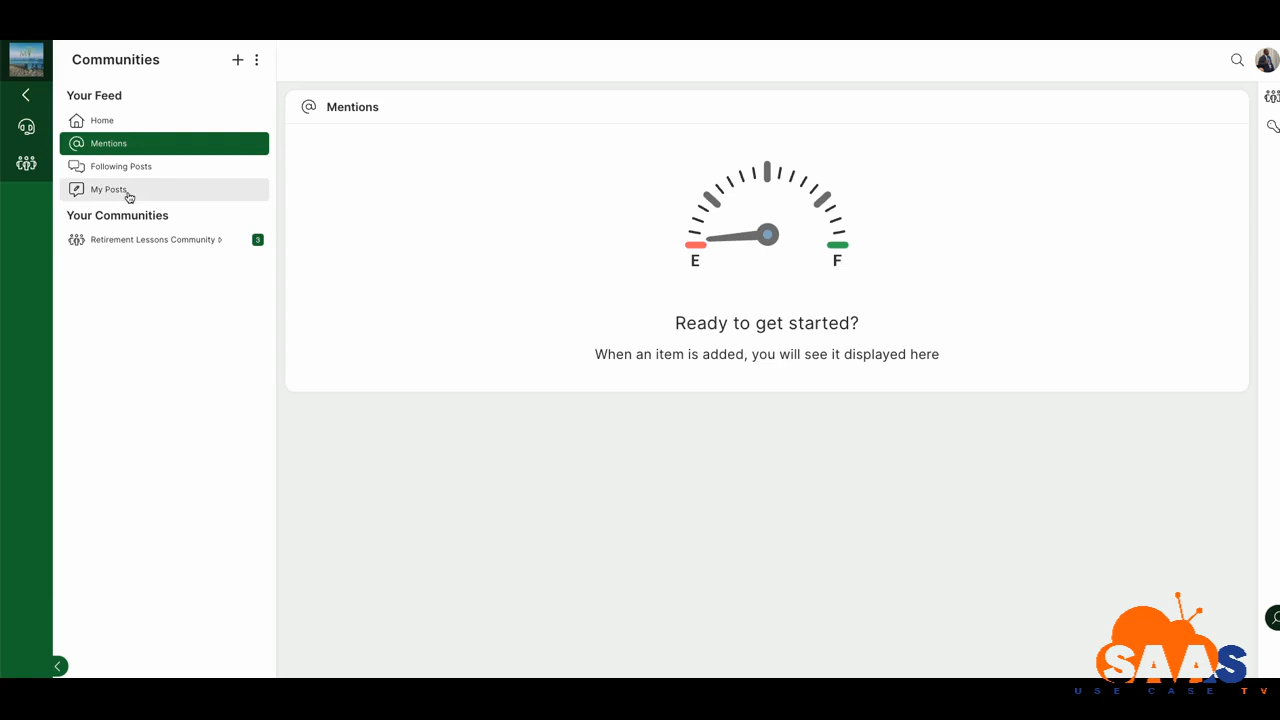 Communities
Your Feed
Home
Mentions
Following Posts
My Posts
Your Communities
Retirement Lessons Community
3
Mentions
E
F
Ready to get started?
When an item is added, you will see it displayed here
SAAS
USE CASE TV